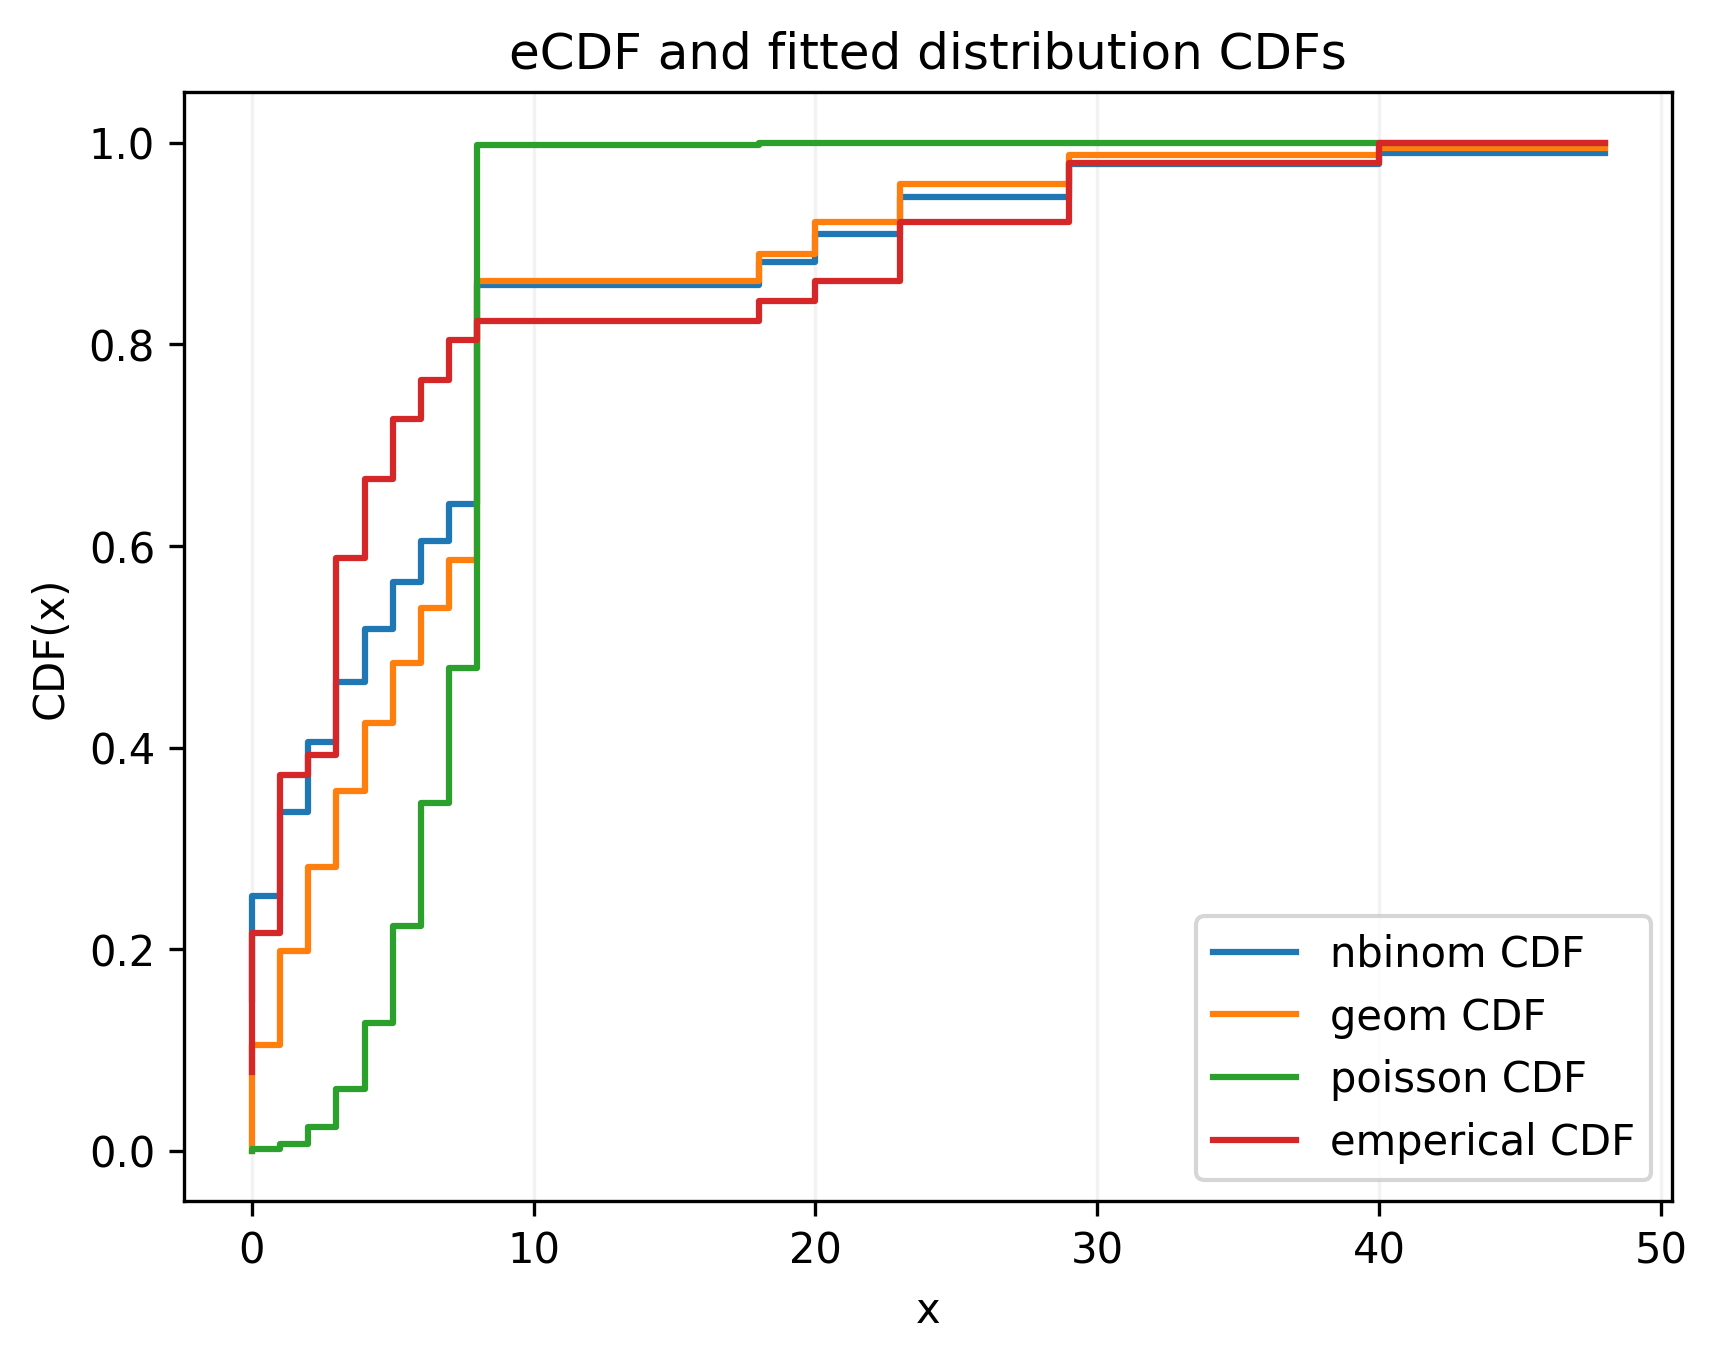 eCDF and fitted distribution CDFs
CDF(x)
1.0
0.8
0.6
0.4
0.2
0.0
nbinom CDF
geom CDF
poisson CDF
emperical CDF
0 10 20 30 40 50
x